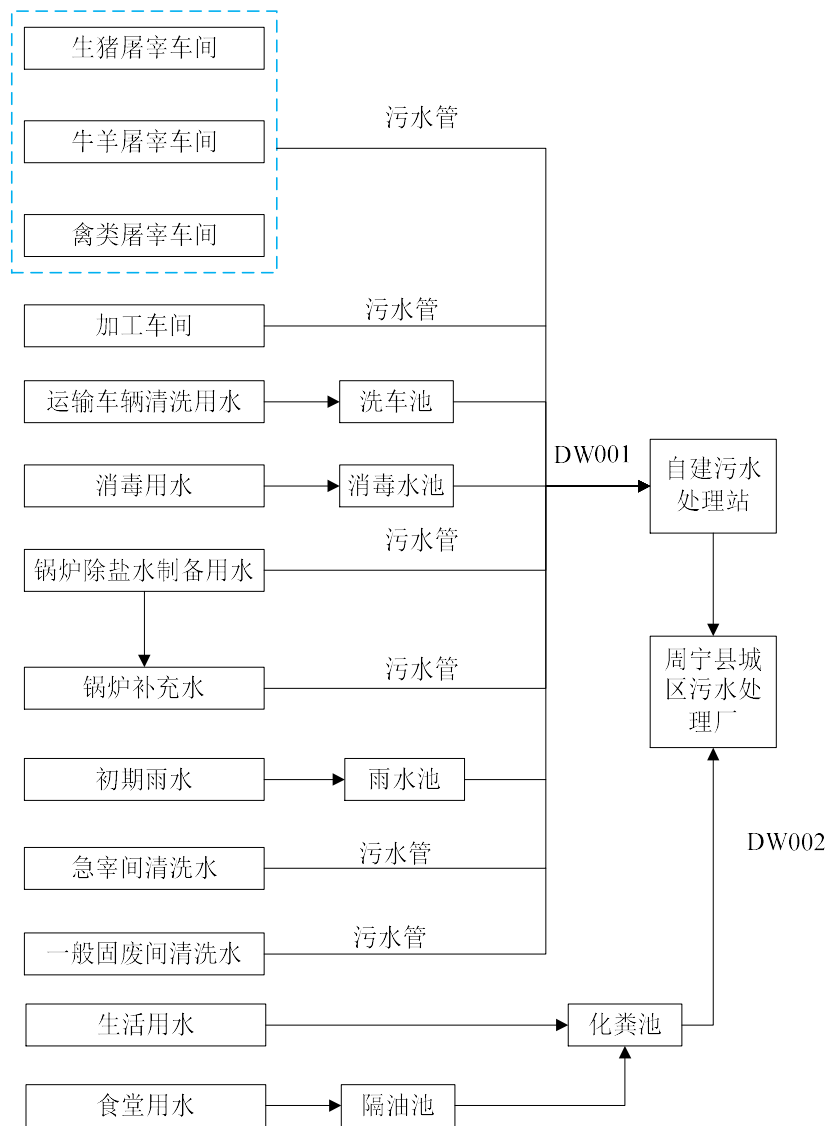 生猪屠宰车间
污水管
牛羊屠宰车间
禽类屠宰车间
污水管
加工车间
运输车辆清洗用水
洗车池
DW001
自建污水
处理站
消毒用水
消毒水池
污水管
锅炉除盐水制备用水
周宁县城
区污水处
理厂
污水管
锅炉补充水
初期雨水
雨水池
DW002
污水管
急宰间清洗水
污水管
一般固废间清洗水
生活用水
化粪池
食堂用水
隔油池